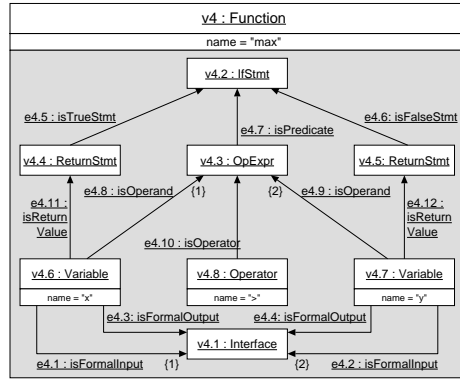 v4 : Function
name = "max"
v4.2 : IfStmt
e4.5 : isTrueStmt
e4.6: isFalseStmt
e4.7 : isPredicate
v4.4 : ReturnStmt
v4.3 : OpExpr
v4.5: ReturnStmt
e4.11 :
isReturn
Value
e4.8 : isOperand
{1}
{2}
e4.9 : isOperand
e4.12 :
isReturn
Value
e4.10 : isOperator
v4.6 : Variable
name = "x"
v4.8 : Operator
name = ">"
v4.7 : Variable
name = "y"
e4.3: isFormalOutput
e4.4: isFormalOutput
v4.1 : Interface
e4.1 : isFormalInput
{1}
{2}
e4.2 : isFormalInput